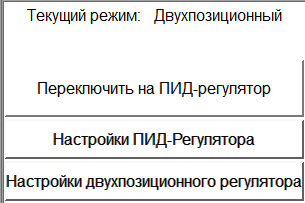 Текущий режим: Двухпозиционный
Переключить на ПИД-регулятор
Настройки ПИД-Регулятора
Настройки двухпозиционного регулятора